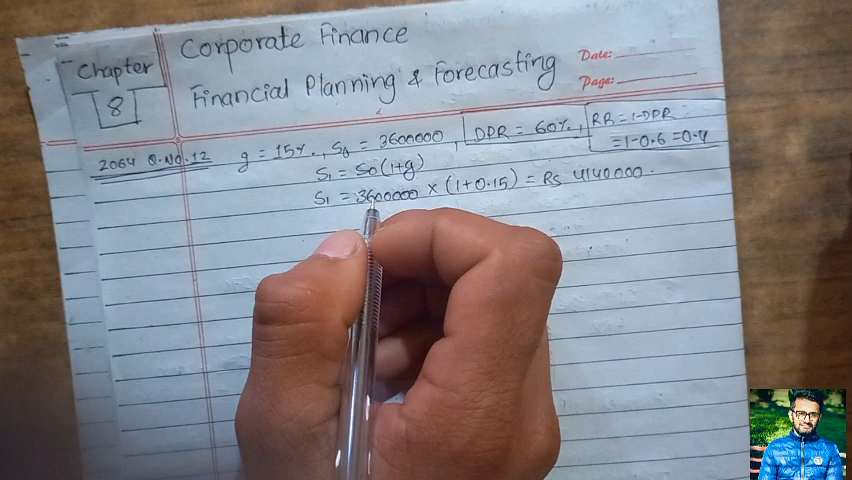 Corporate Finance
Chapter 8
Financial Planning & Forecasting
Date:
Page:
2064 Q.No.12 g = 15%, S0 = 3600000, DPR = 60%, RR = 1-DPR
= 1-0.6 = 0.4
S1 = S0(1+g)
S1 = 3600000 × (1+0.15) = RS 4140000.